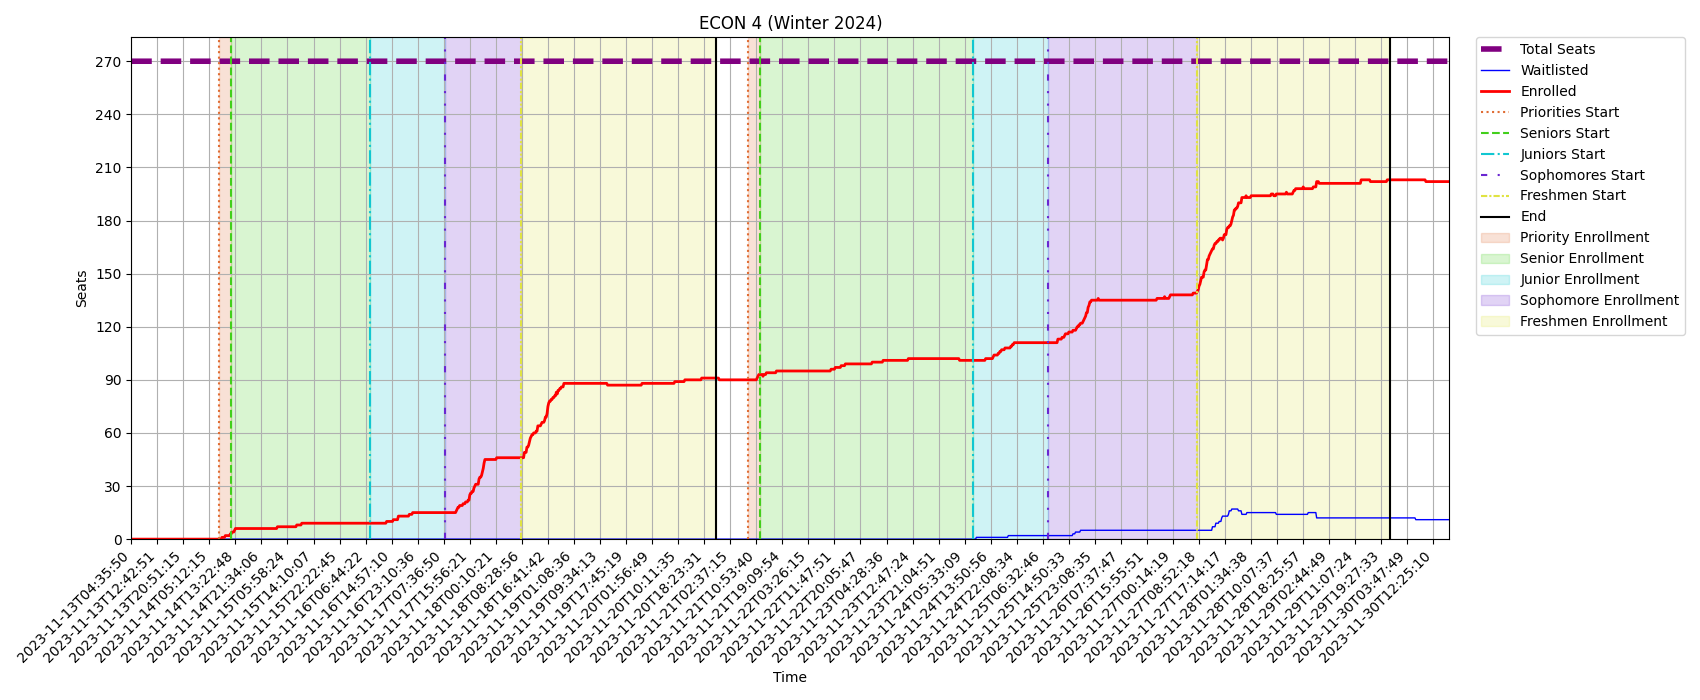 ECON 4 (Winter 2024)
Seats
270
240
210
180
150
120
90
60
30
0
2023-11-13T04:35:50
2023-11-13T12:42:51
2023-11-13T20:51:15
2023-11-14T05:12:15
2023-11-14T13:22:48
2023-11-14T21:34:06
2023-11-15T05:58:24
2023-11-15T14:10:07
2023-11-15T22:22:45
2023-11-16T06:44:22
2023-11-16T14:57:10
2023-11-16T23:10:36
2023-11-17T07:36:50
2023-11-17T15:56:21
2023-11-18T00:10:21
2023-11-18T08:28:56
2023-11-18T16:41:42
2023-11-19T01:08:36
2023-11-19T09:34:13
2023-11-19T17:45:19
2023-11-20T01:56:49
2023-11-20T10:11:35
2023-11-20T18:23:31
2023-11-21T02:37:15
2023-11-21T10:53:40
2023-11-21T19:09:54
2023-11-22T03:26:15
2023-11-22T11:47:51
2023-11-22T20:05:47
2023-11-23T04:28:36
2023-11-23T12:47:24
2023-11-23T21:04:51
2023-11-24T05:33:09
2023-11-24T13:50:56
2023-11-24T22:08:34
2023-11-25T06:32:46
2023-11-25T14:50:33
2023-11-25T23:08:35
2023-11-26T07:37:47
2023-11-26T15:55:51
2023-11-27T00:14:19
2023-11-27T08:52:18
2023-11-27T17:14:17
2023-11-28T01:34:38
2023-11-28T10:07:37
2023-11-28T18:25:57
2023-11-29T02:44:49
2023-11-29T11:07:24
2023-11-29T19:27:33
2023-11-30T03:47:49
2023-11-30T12:25:10
Time
Total Seats
Waitlisted
Enrolled
Priorities Start
Seniors Start
Juniors Start
Sophomores Start
Freshmen Start
End
Priority Enrollment
Senior Enrollment
Junior Enrollment
Sophomore Enrollment
Freshmen Enrollment